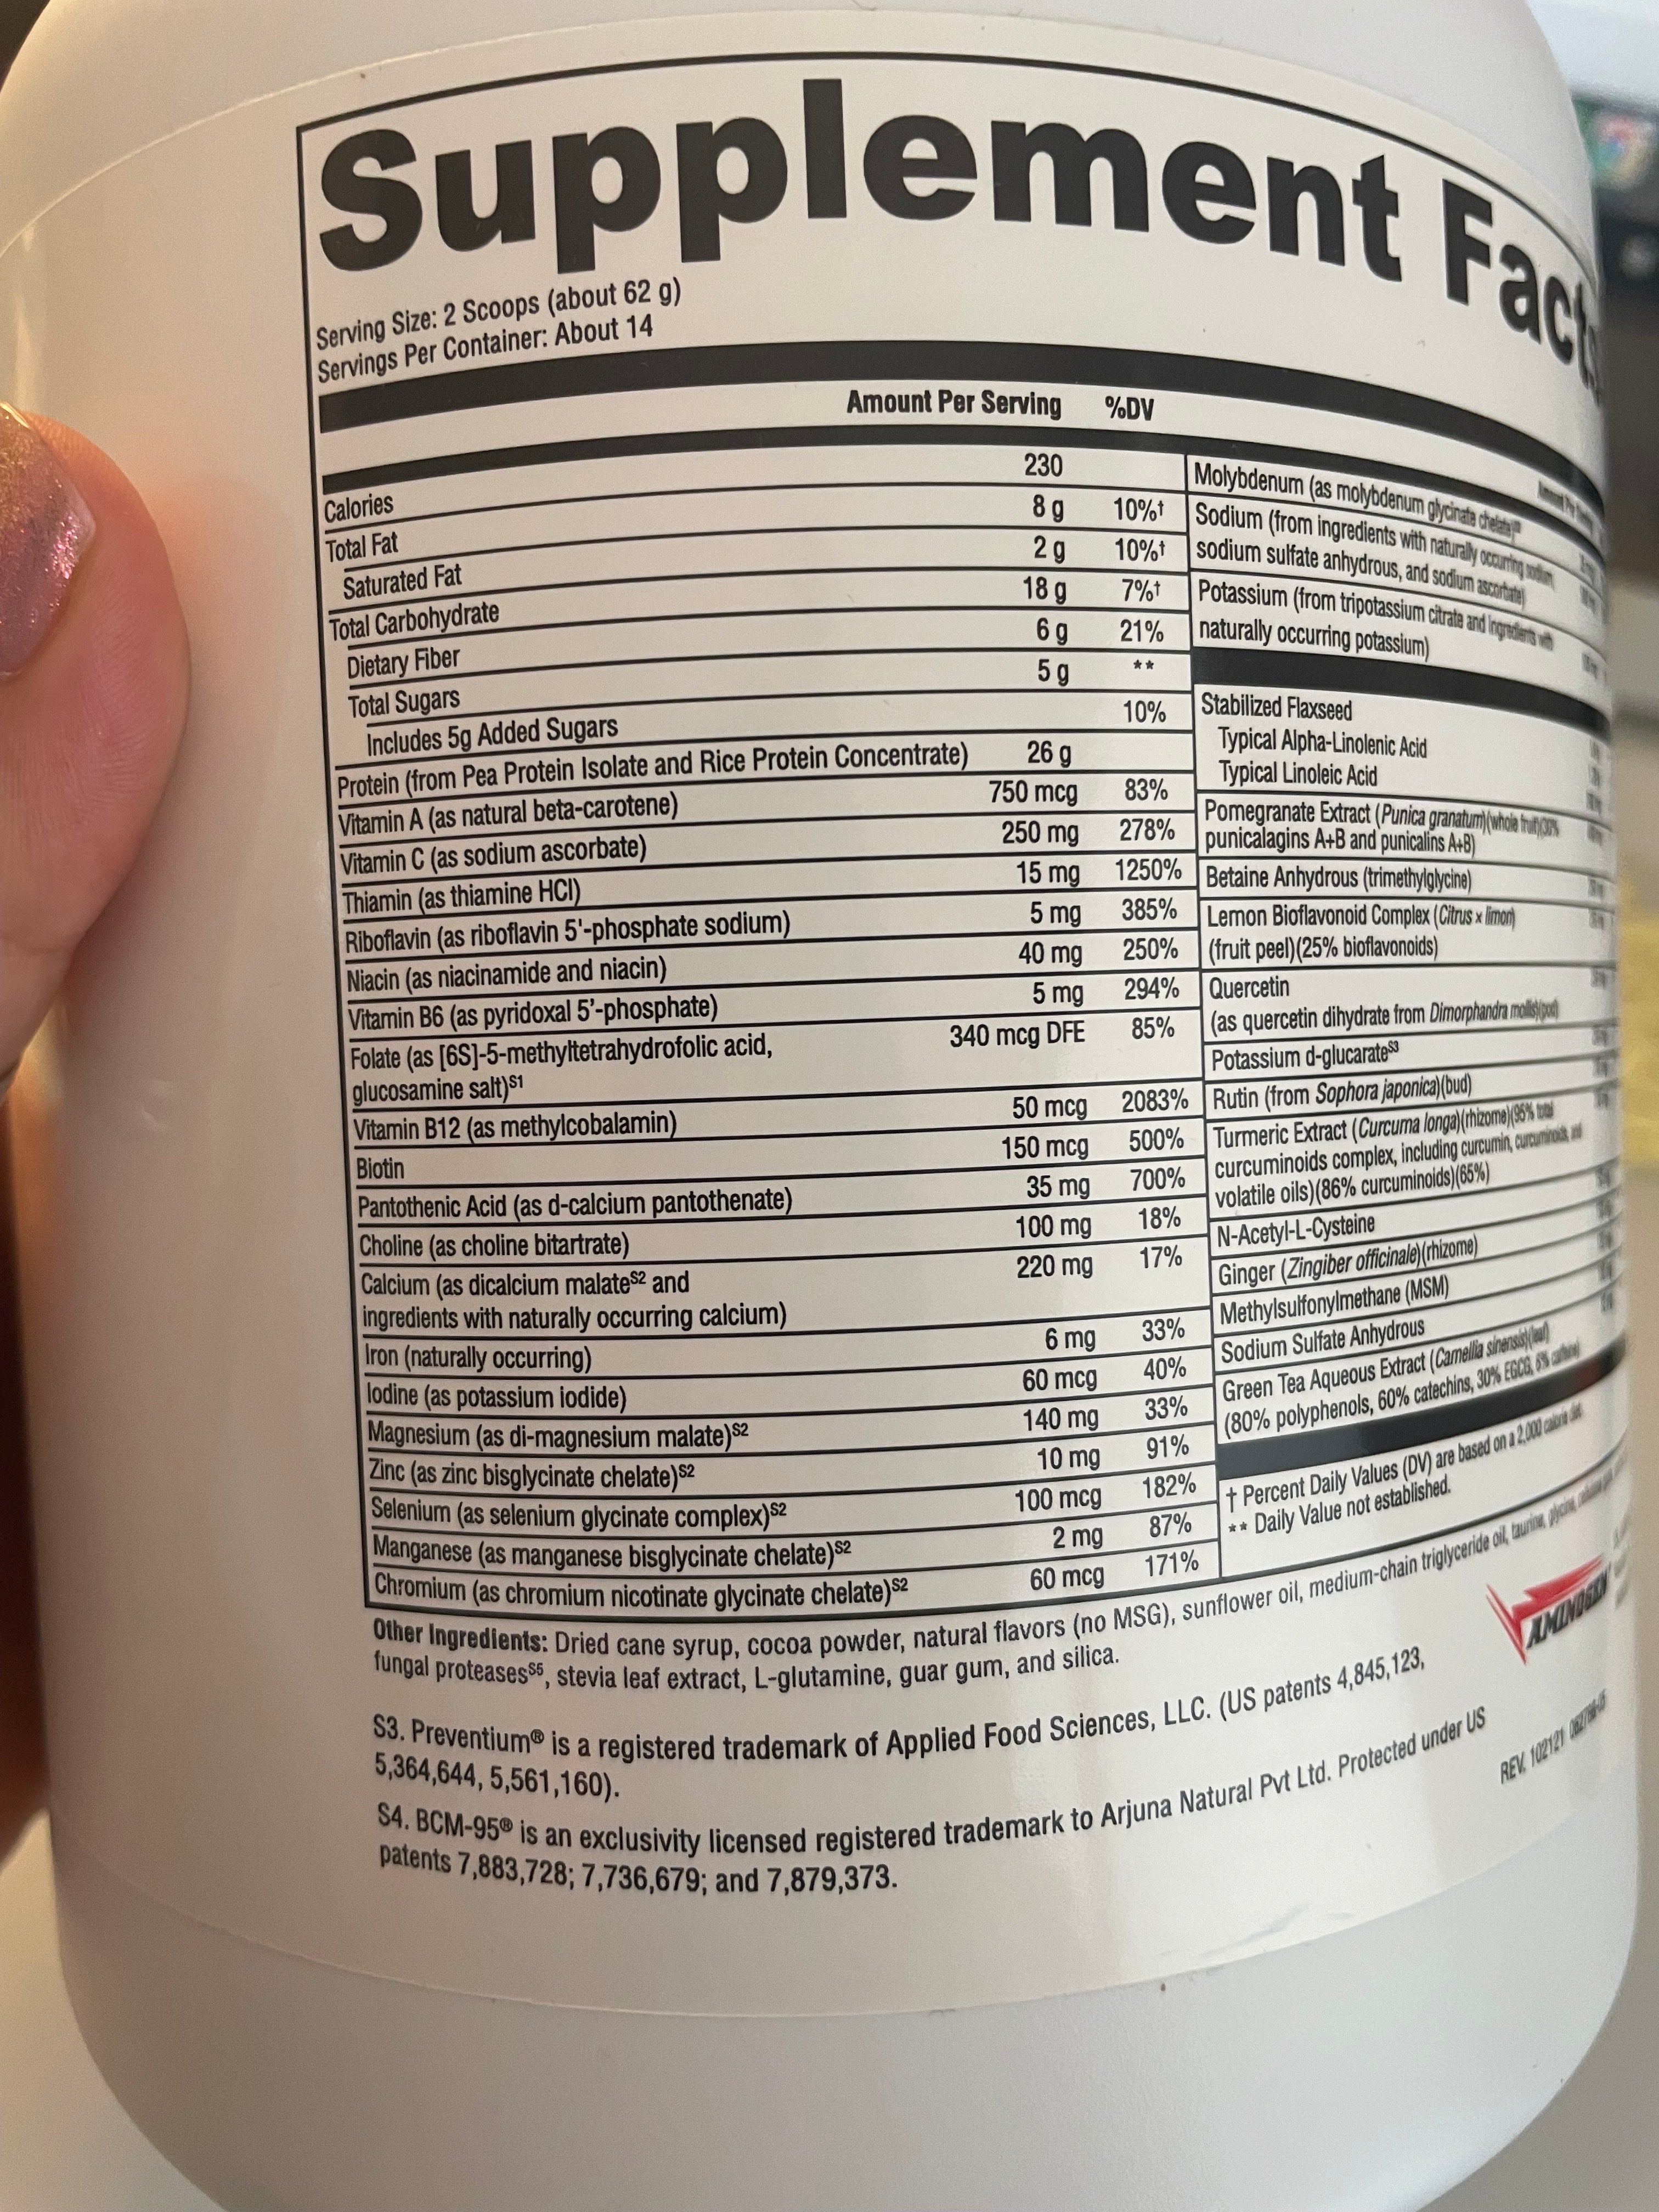 Supplement Facts
Serving Size: 2 Scoops (about 62 g)
Servings Per Container: About 14
Amount Per Serving %DV
Calories 230
Total Fat 8 g 10%†
Saturated Fat 2 g 10%†
Total Carbohydrate 18 g 7%†
Dietary Fiber 6 g 21%
Total Sugars 5 g **
Includes 5g Added Sugars 10%
Protein (from Pea Protein Isolate and Rice Protein Concentrate) 26 g
Vitamin A (as natural beta-carotene) 750 mcg 83%
Vitamin C (as sodium ascorbate) 250 mg 278%
Thiamin (as thiamine HCl) 15 mg 1250%
Riboflavin (as riboflavin 5'-phosphate sodium) 5 mg 385%
Niacin (as niacinamide and niacin) 40 mg 250%
Vitamin B6 (as pyridoxal 5’-phosphate) 5 mg 294%
Folate (as [6S]-5-methyltetrahydrofolic acid, 340 mcg DFE 85%
glucosamine salt)S1
Vitamin B12 (as methylcobalamin) 50 mcg 2083%
Biotin 150 mcg 500%
Pantothenic Acid (as d-calcium pantothenate) 35 mg 700%
Choline (as choline bitartrate) 100 mg 18%
Calcium (as dicalcium malateS2 and 220 mg 17%
ingredients with naturally occurring calcium)
Iron (naturally occurring) 6 mg 33%
Iodine (as potassium iodide) 60 mcg 40%
Magnesium (as di-magnesium malate)S2 140 mg 33%
Zinc (as zinc bisglycinate chelate)S2 10 mg 91%
Selenium (as selenium glycinate complex)S2 100 mcg 182%
Manganese (as manganese bisglycinate chelate)S2 2 mg 87%
Chromium (as chromium nicotinate glycinate chelate)S2 60 mcg 171%
Molybdenum (as molybdenum glycinate chelate)
Sodium (from ingredients with naturally occurring sodium,
sodium sulfate anhydrous, and sodium ascorbate)
Potassium (from tripotassium citrate and ingredients with
naturally occurring potassium)
Stabilized Flaxseed
Typical Alpha-Linolenic Acid
Typical Linoleic Acid
Pomegranate Extract (Punica granatum)(whole fruit)(30%
punicalagins A+B and punicalins A+B)
Betaine Anhydrous (trimethylglycine)
Lemon Bioflavonoid Complex (Citrus × limon)
(fruit peel)(25% bioflavonoids)
Quercetin
(as quercetin dihydrate from Dimorphandra mollis)(pod)
Potassium d-glucarateS3
Rutin (from Sophora japonica)(bud)
Turmeric Extract (Curcuma longa)(rhizome)(95% total
curcuminoids complex, including curcumin, curcuminoids, and
volatile oils)(86% curcuminoids)(65%)
N-Acetyl-L-Cysteine
Ginger (Zingiber officinale)(rhizome)
Methylsulfonylmethane (MSM)
Sodium Sulfate Anhydrous
Green Tea Aqueous Extract (Camellia sinensis)(leaf)
(80% polyphenols, 60% catechins, 30% EGCG, 6% caffeine)
† Percent Daily Values (DV) are based on a 2,000 calorie diet.
** Daily Value not established.
Other Ingredients: Dried cane syrup, cocoa powder, natural flavors (no MSG), sunflower oil, medium-chain triglyceride oil, taurine, glycine,
fungal proteasesS5, stevia leaf extract, L-glutamine, guar gum, and silica.
S3. Preventium® is a registered trademark of Applied Food Sciences, LLC. (US patents 4,845,123,
5,364,644, 5,561,160).
S4. BCM-95® is an exclusivity licensed registered trademark to Arjuna Natural Pvt Ltd. Protected under US
patents 7,883,728; 7,736,679; and 7,879,373.
AMINOGEN
REV. 102121